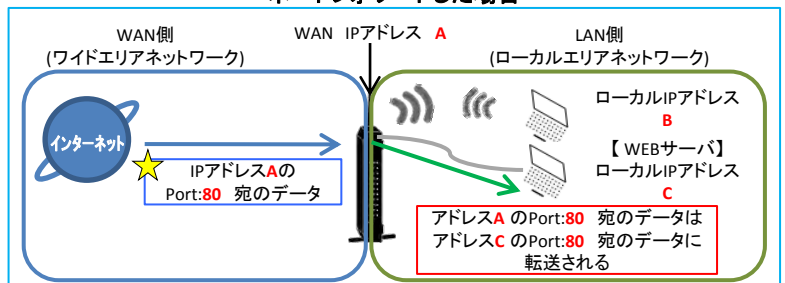 WAN側
(ワイドエリアネットワーク)
WAN IPアドレス A
LAN側
(ローカルエリアネットワーク)
インターネット
IPアドレスAの
Port:80 宛のデータ
ローカルIPアドレス
B
【 WEBサーバ】
ローカルIPアドレス
C
アドレスA のPort:80 宛のデータは
アドレスC のPort:80 宛のデータに
転送される